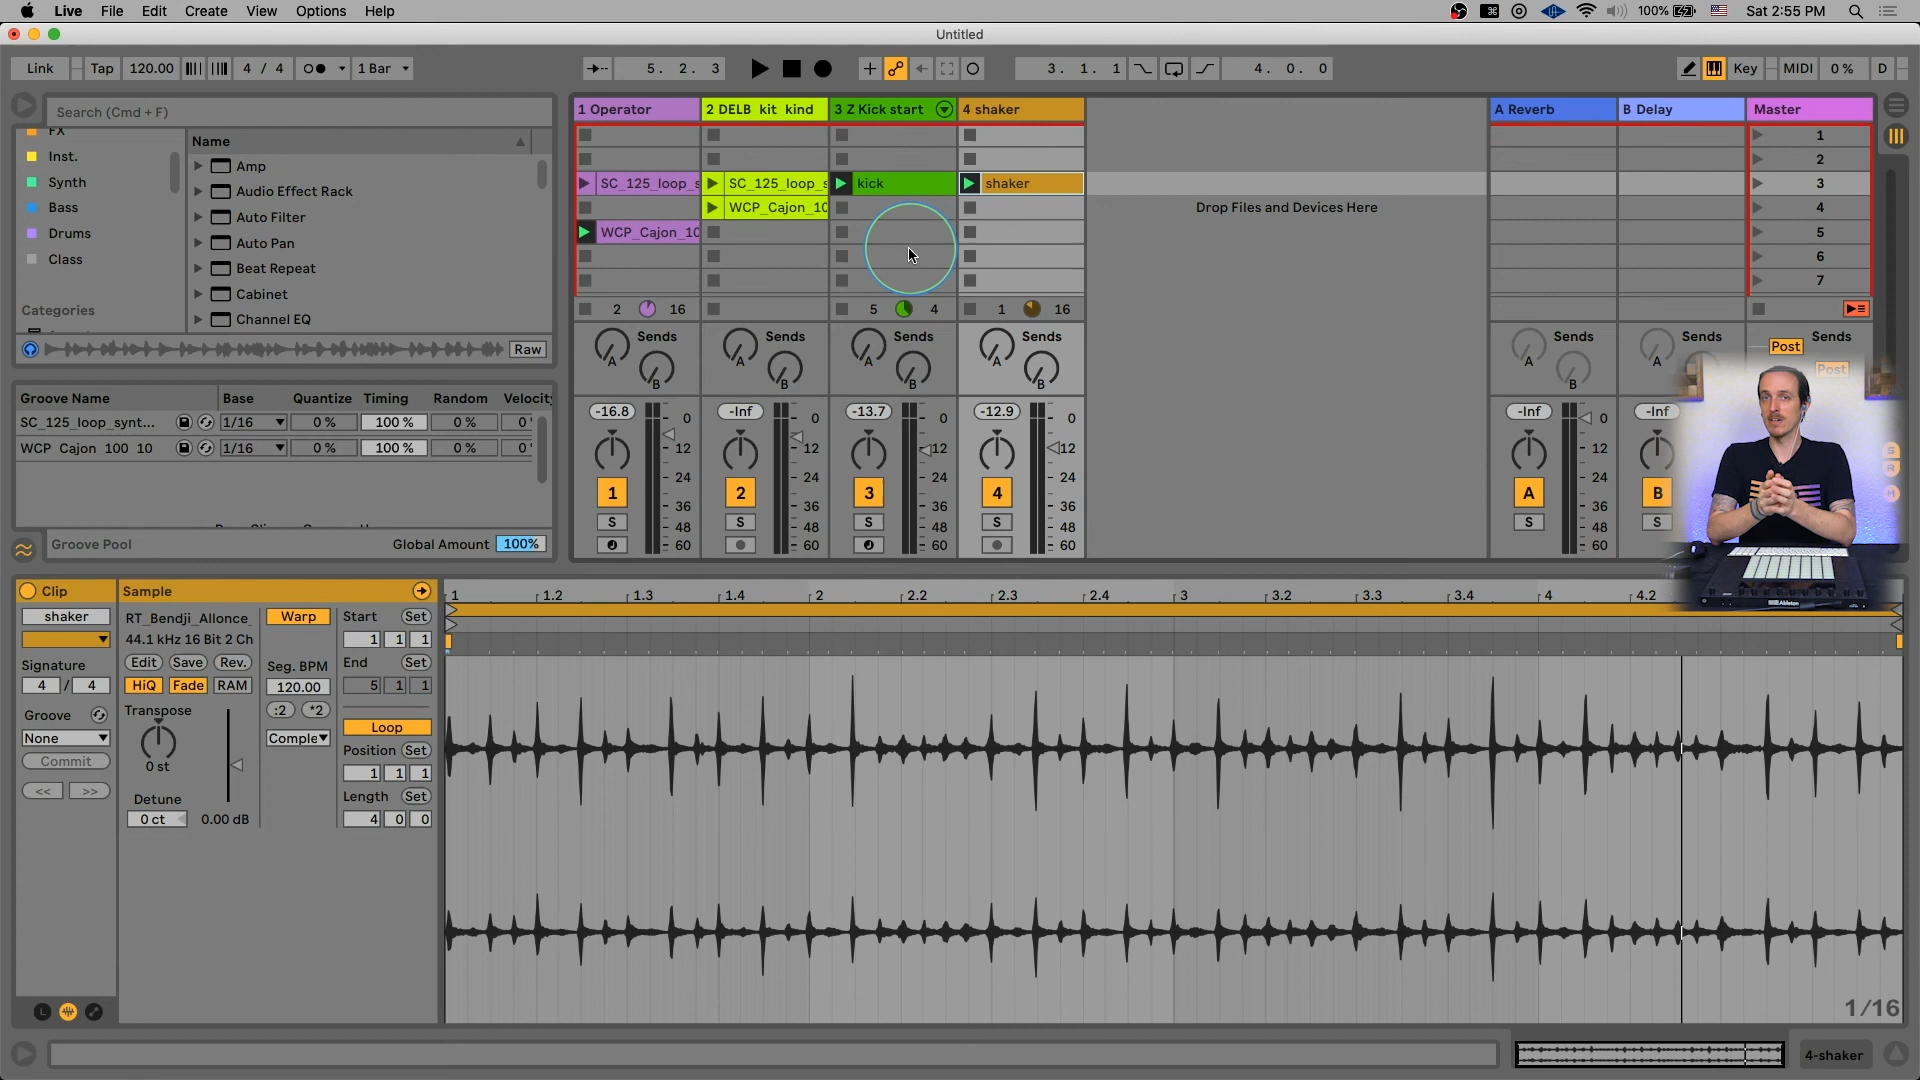 Live File Edit Create View Options Help 100% Sat 2:55 PM
Untitled
Link Tap 120.00 4 / 4 1 Bar 5. 2. 3 3. 1. 1 4. 0. 0 Key MIDI 0 % D
Search (Cmd + F)
FX
Inst.
Synth
Bass
Drums
Class
Categories
Name
Amp
Audio Effect Rack
Auto Filter
Auto Pan
Beat Repeat
Cabinet
Channel EQ
Raw
Groove Name Base Quantize Timing Random Velocity
SC_125_loop_synt... 1/16 0 % 100 % 0 % 0
WCP Cajon 100 10 1/16 0 % 100 % 0 % 0
Groove Pool Global Amount 100%
1 Operator 2 DELB kit kind 3 Z Kick start 4 shaker A Reverb B Delay Master
1
2
SC_125_loop_s SC_125_loop_s kick shaker 3
WCP_Cajon_10 Drop Files and Devices Here 4
WCP_Cajon_10 5
6
7
2 16 5 4 1 16
Sends Sends Sends Sends Sends Sends Sends
A A A A A A Post
B B B B B Post
-16.8 -Inf -13.7 -12.9 -Inf -Inf
0 0 0 0 0
12 12 12 12 12
24 24 24 24 24
1 2 3 4 A B
36 36 36 36 36
S S S S S S
48 48 48 48 48
60 60 60 60 60
Ableton
Clip
shaker
Signature
4 / 4
Groove
None
Commit
<< >>
Sample
RT_Bendji_Allonce_
44.1 kHz 16 Bit 2 Ch
Edit Save Rev.
HiQ Fade RAM
Transpose
0 st
Detune
0 ct 0.00 dB
Warp
Seg. BPM
120.00
:2 *2
Comple
Start Set
1 1 1
End Set
5 1 1
Loop
Position Set
1 1 1
Length Set
4 0 0
1 1.2 1.3 1.4 2 2.2 2.3 2.4 3 3.2 3.3 3.4 4 4.2
1/16
4-shaker